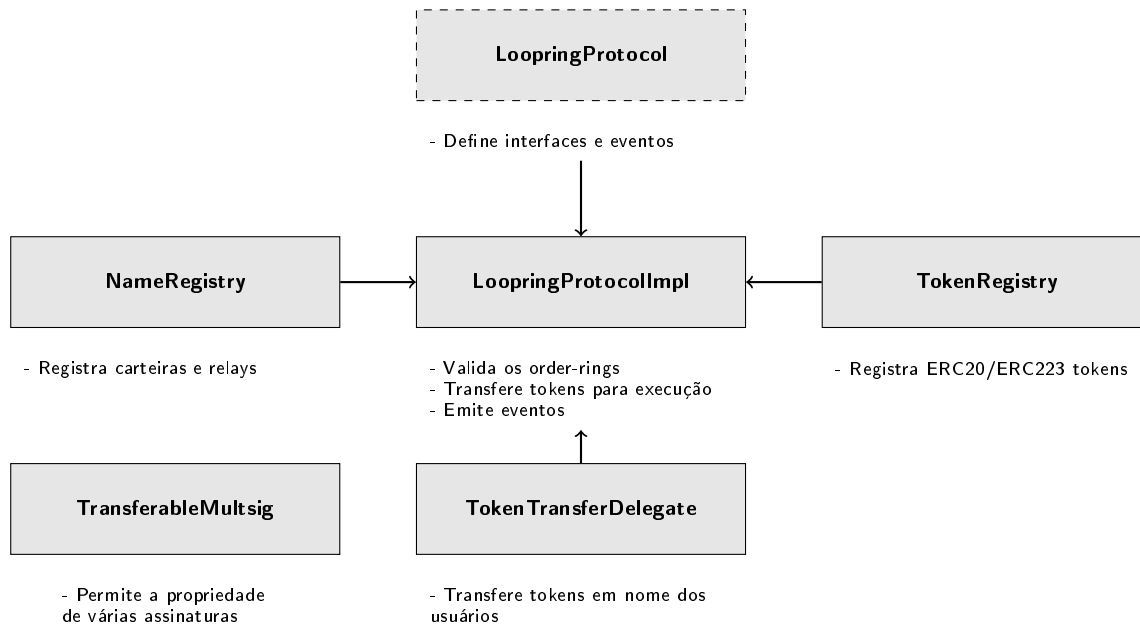 LoopringProtocol
- Define interfaces e eventos
NameRegistry
LoopringProtocolImpl
TokenRegistry
- Registra carteiras e relays
- Valida os order-rings
- Transfere tokens para execução
- Emite eventos
- Registra ERC20/ERC223 tokens
TransferableMultsig
TokenTransferDelegate
- Permite a propriedade
de várias assinaturas
- Transfere tokens em nome dos
usuários